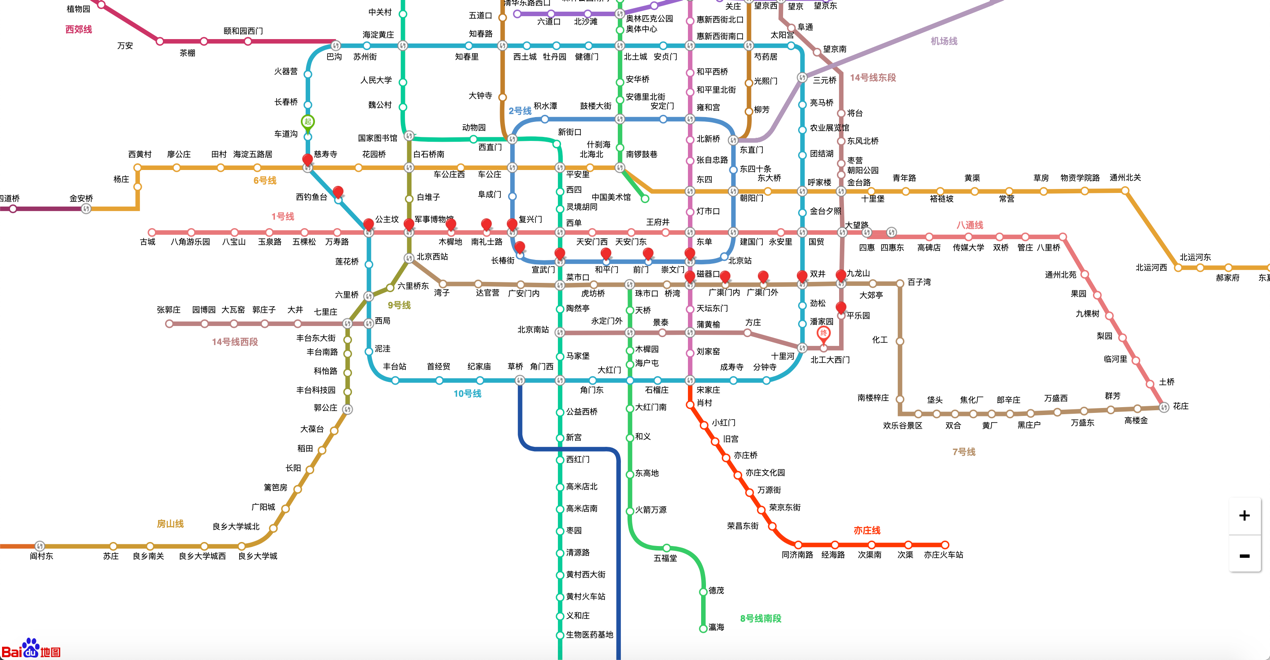 植物园
西郊线
万安
茶棚
颐和园西门
巴沟
苏州街
海淀黄庄
中关村
知春路
五道口
清华东路西口
六道口
北沙滩
奥林匹克公园
奥体中心
关庄
望京西
望京
望京东
阜通
望京南
惠新西街北口
惠新西街南口
太阳宫
机场线
14号线东段
知春里
西土城
牡丹园
健德门
北土城
安贞门
芍药居
三元桥
火器营
人民大学
安华桥
和平西桥
光熙门
长春桥
魏公村
大钟寺
安德里北街
和平里北街
亮马桥
将台
2号线
积水潭
鼓楼大街
安定门
雍和宫
柳芳
起
车道沟
国家图书馆
动物园
西直门
新街口
什刹海
北新桥
东直门
农业展览馆
东风北桥
西黄村
廖公庄
田村
海淀五路居
慈寿寺
花园桥
白石桥南
车公庄西
车公庄
平安里
北海北
南锣鼓巷
张自忠路
东四十条
团结湖
枣营
朝阳公园
杨庄
6号线
西钓鱼台
白堆子
阜成门
西四
中国美术馆
东四
朝阳门
东大桥
呼家楼
金台路
十里堡
青年路
褡裢坡
黄渠
常营
草房
物资学院路
通州北关
四道桥
金安桥
灵境胡同
灯市口
金台夕照
1号线
公主坟
军事博物馆
复兴门
西单
王府井
大望路
八通线
古城
八角游乐园
八宝山
玉泉路
五棵松
万寿路
木樨地
南礼士路
天安门西
天安门东
东单
建国门
永安里
国贸
四惠
四惠东
高碑店
传媒大学
双桥
管庄
八里桥
莲花桥
北京西站
长椿街
宣武门
和平门
前门
崇文门
北京站
北运河西
北运河东
郝家府
六里桥
六里桥东
9号线
湾子
达官营
广安门内
菜市口
虎坊桥
珠市口
桥湾
磁器口
广渠门内
广渠门外
双井
九龙山
大郊亭
百子湾
通州北苑
果园
九棵树
梨园
临河里
土桥
花庄
张郭庄
园博园
大瓦窑
郭庄子
大井
七里庄
西局
陶然亭
天桥
天坛东门
劲松
平乐园
14号线西段
北京南站
永定门外
景泰
蒲黄榆
方庄
潘家园
终
十里河
北工大西门
丰台东大街
丰台南路
科怡路
丰台科技园
郭公庄
泥洼
马家堡
木樨园
海户屯
刘家窑
化工
丰台站
首经贸
纪家庙
草桥
角门西
角门东
大红门
石榴庄
宋家庄
成寿寺
分钟寺
10号线
南楼梓庄
欢乐谷景区
垡头
双合
焦化厂
黄厂
郎辛庄
黑庄户
万盛西
万盛东
群芳
高楼金
7号线
大葆台
稻田
长阳
篱笆房
广阳城
良乡大学城北
房山线
公益西桥
新宫
西红门
高米店北
高米店南
枣园
清源路
黄村西大街
黄村火车站
义和庄
生物医药基地
大红门南
和义
东高地
火箭万源
五福堂
德茂
瀛海
8号线南段
肖村
小红门
旧宫
亦庄桥
亦庄文化园
万源街
荣京东街
荣昌东街
亦庄线
同济南路
经海路
次渠南
次渠
亦庄火车站
阎村东
苏庄
良乡南关
良乡大学城西
良乡大学城
+
-
Baidu地图